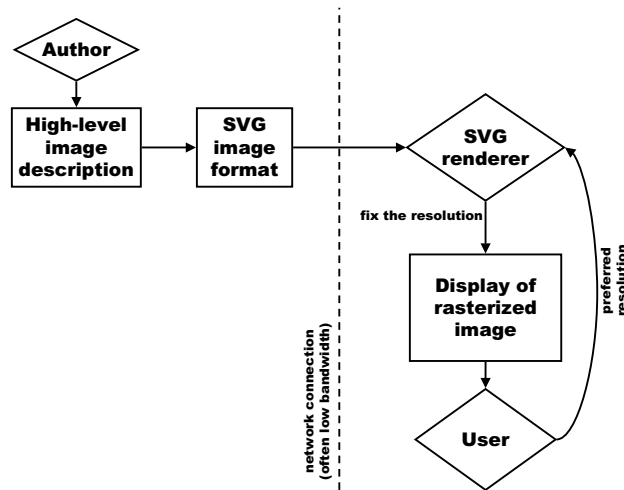 Author
High-level
image
description
SVG
image
format
SVG
renderer
fix the resolution
Display of
rasterized
image
User
preferred
resolution
network connection
(often low bandwidth)